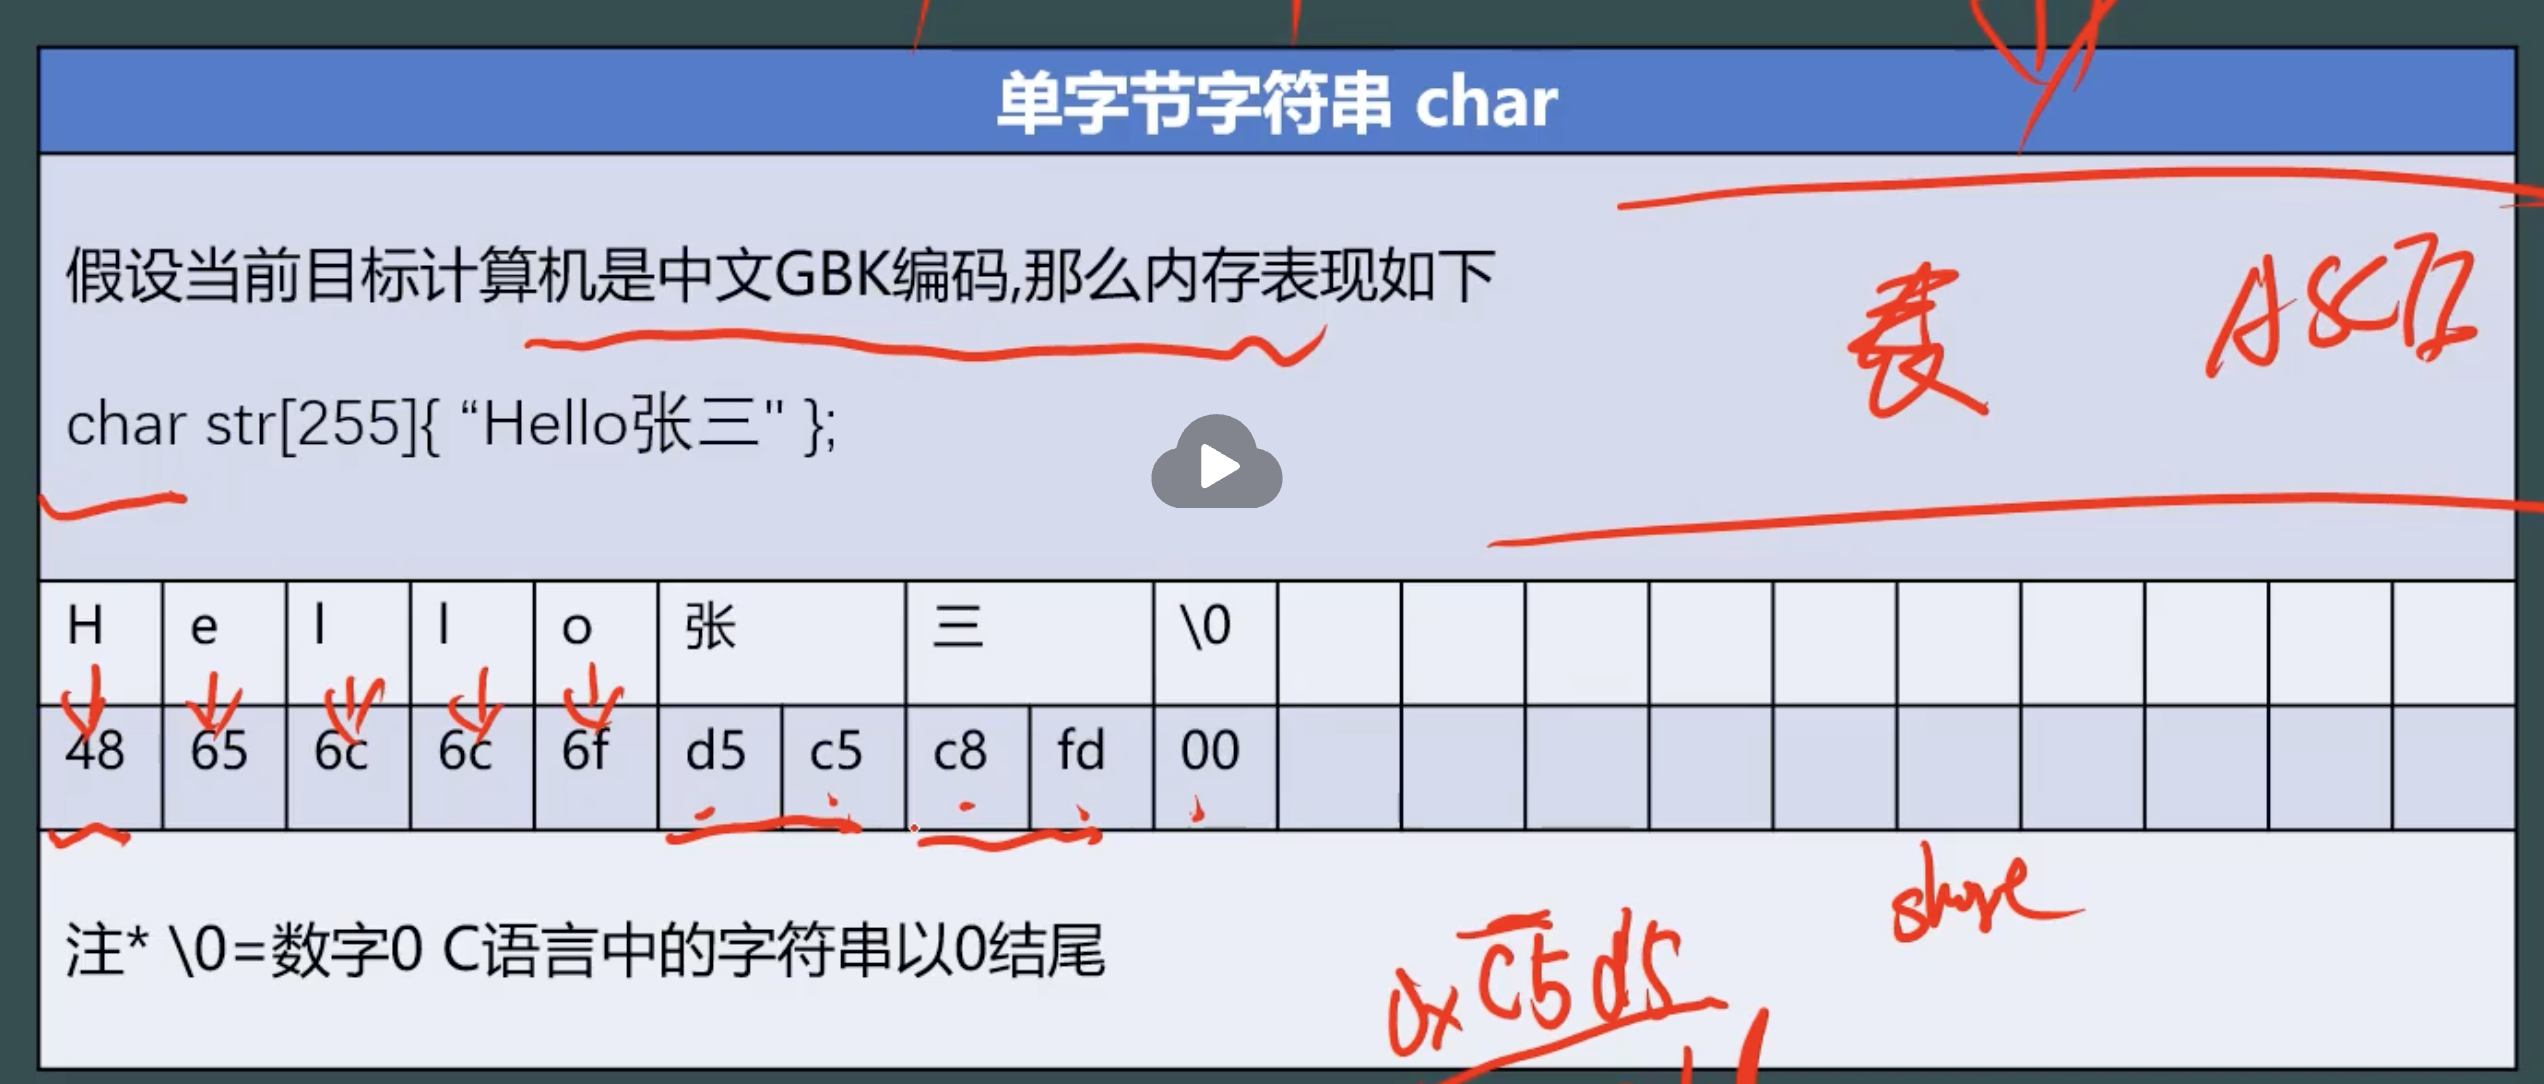 单字节字符串 char
假设当前目标计算机是中文GBK编码,那么内存表现如下
表 ASCII
char str[255]{ “Hello张三" };
H e l l o 张 三 \0
48 65 6c 6c 6f d5 c5 c8 fd 00
注* \0=数字0 C语言中的字符串以0结尾
0xc5d5